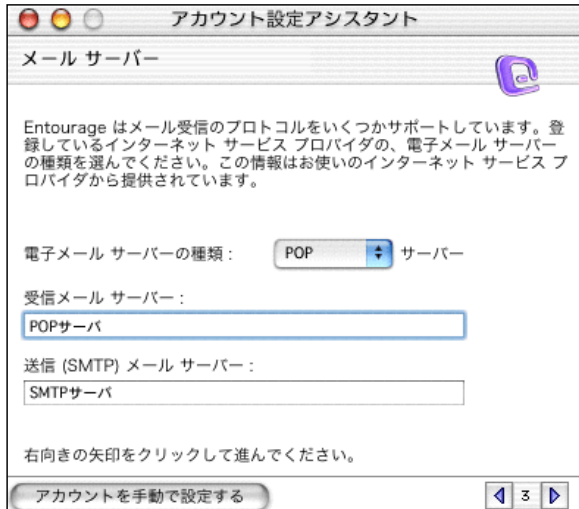 アカウント設定アシスタント
メール サーバー
Entourage はメール受信のプロトコルをいくつかサポートしています。登
録しているインターネット サービス プロバイダの、電子メール サーバー
の種類を選んでください。この情報はお使いのインターネット サービス プ
ロバイダから提供されています。
電子メール サーバーの種類： POP サーバー
受信メール サーバー：
POPサーバ
送信 (SMTP) メール サーバー：
SMTPサーバ
右向きの矢印をクリックして進んでください。
アカウントを手動で設定する 3